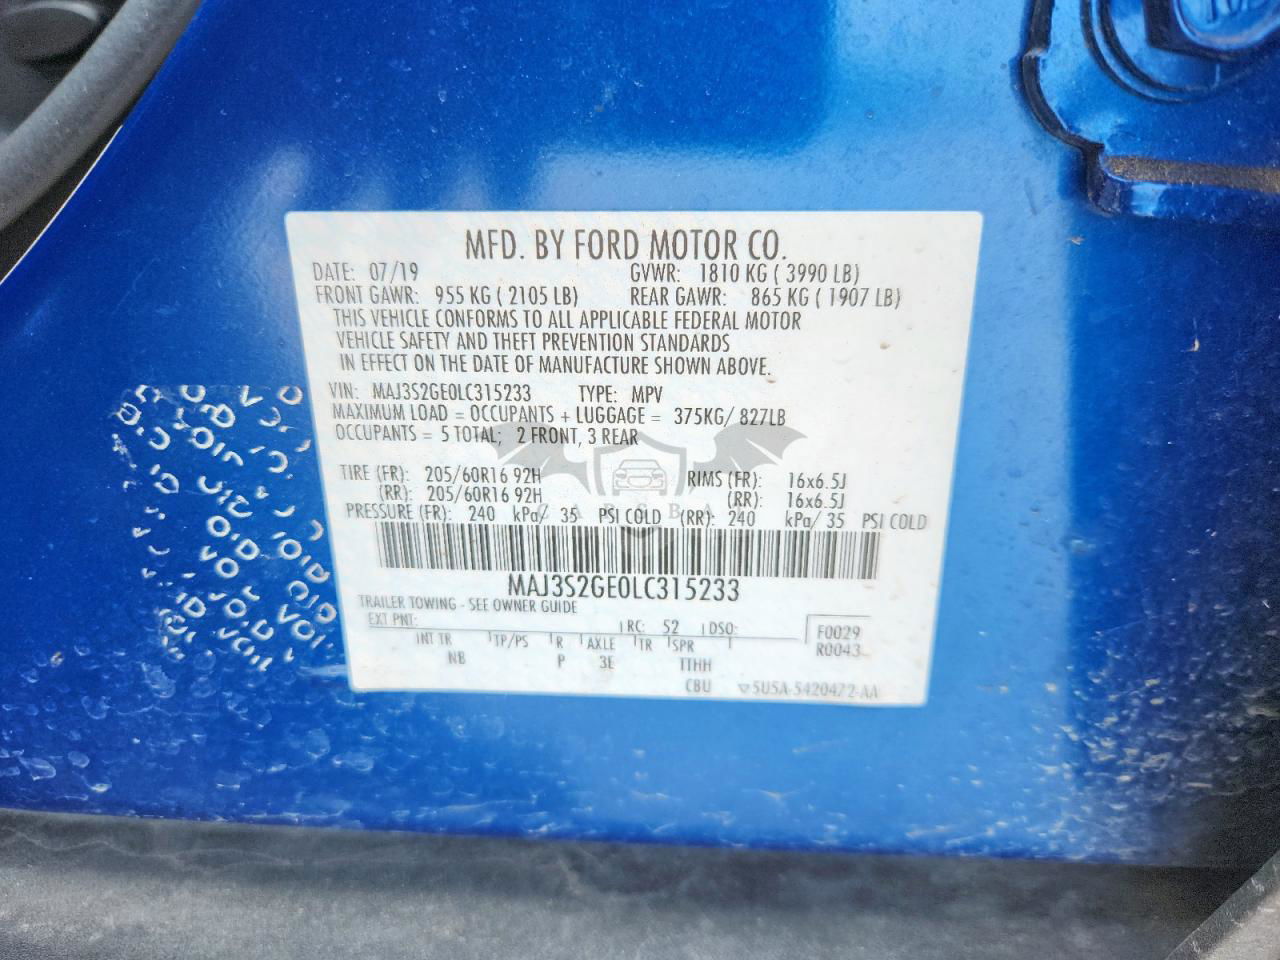 MFD. BY FORD MOTOR CO.
DATE: 07/19 GVWR: 1810 KG ( 3990 LB)
FRONT GAWR: 955 KG ( 2105 LB) REAR GAWR: 865 KG ( 1907 LB)
THIS VEHICLE CONFORMS TO ALL APPLICABLE FEDERAL MOTOR
VEHICLE SAFETY AND THEFT PREVENTION STANDARDS
IN EFFECT ON THE DATE OF MANUFACTURE SHOWN ABOVE.
VIN: MAJ3S2GE0LC315233 TYPE: MPV
MAXIMUM LOAD = OCCUPANTS + LUGGAGE = 375KG/ 827LB
OCCUPANTS = 5 TOTAL; 2 FRONT, 3 REAR
TIRE (FR): 205/60R16 92H RIMS (FR): 16x6.5J
(RR): 205/60R16 92H (RR): 16x6.5J
PRESSURE (FR): 240 kPa/ 35 PSI COLD (RR): 240 kPa/ 35 PSI COLD
MAJ3S2GE0LC315233
TRAILER TOWING - SEE OWNER GUIDE
EXT PNT: RC: 52 DSO: F0029
INT TR TP/PS R AXLE TR SPR R0043
NB P 3E TTHH
CBU 5U5A-5420472-AA